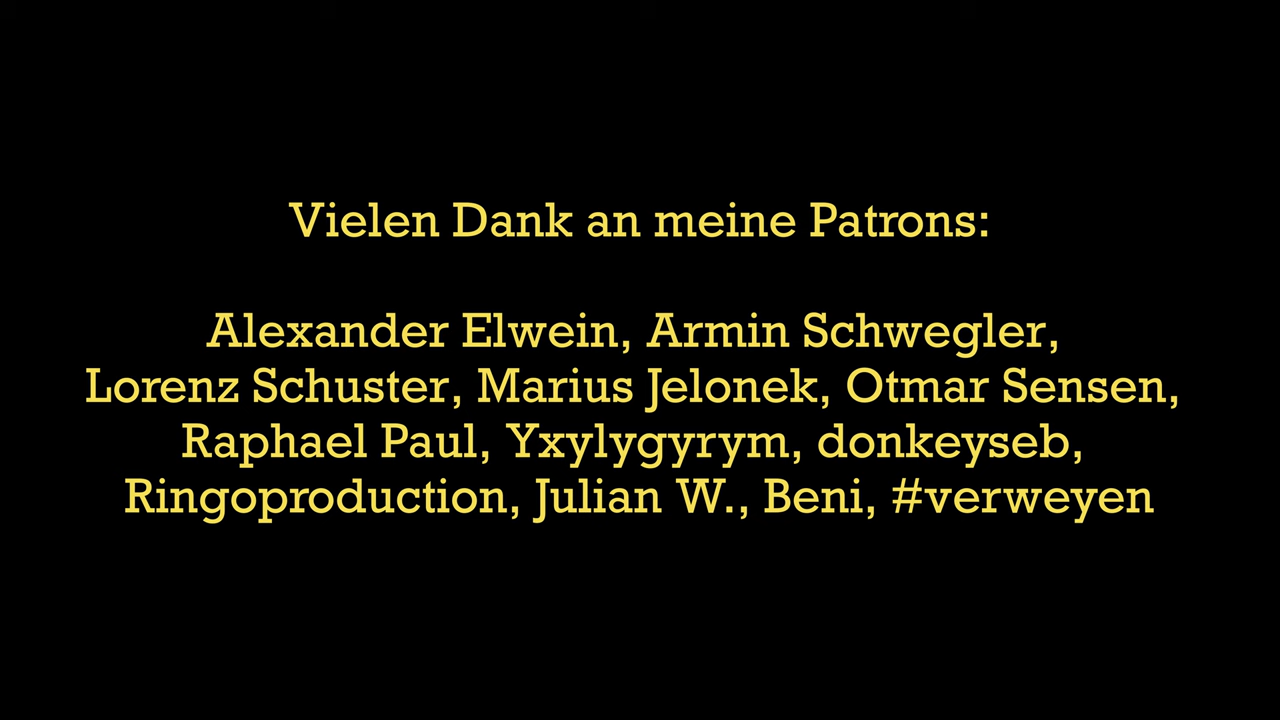 Vielen Dank an meine Patrons:
Alexander Elwein, Armin Schwegler,
Lorenz Schuster, Marius Jelonek, Otmar Sensen,
Raphael Paul, Yxylygyrym, donkeyseb,
Ringoproduction, Julian W., Beni, #verweyen